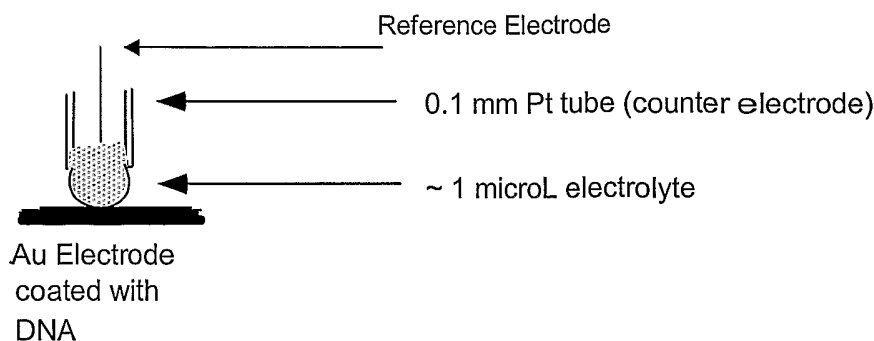 Reference Electrode
0.1 mm Pt tube (counter electrode)
~ 1 microL electrolyte
Au Electrode
coated with
DNA